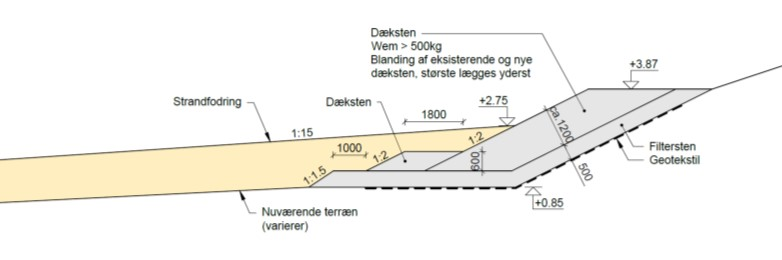 Dæksten
Wem > 500kg
Blanding af eksisterende og nye
dæksten, største lægges yderst
+3.87
Strandfodring
Dæksten
+2.75
1800
1:15
1000
1:2
1:2
ca.1200
600
Filtersten
Geotekstil
1:1.5
500
+0.85
Nuværende terræn
(varierer)